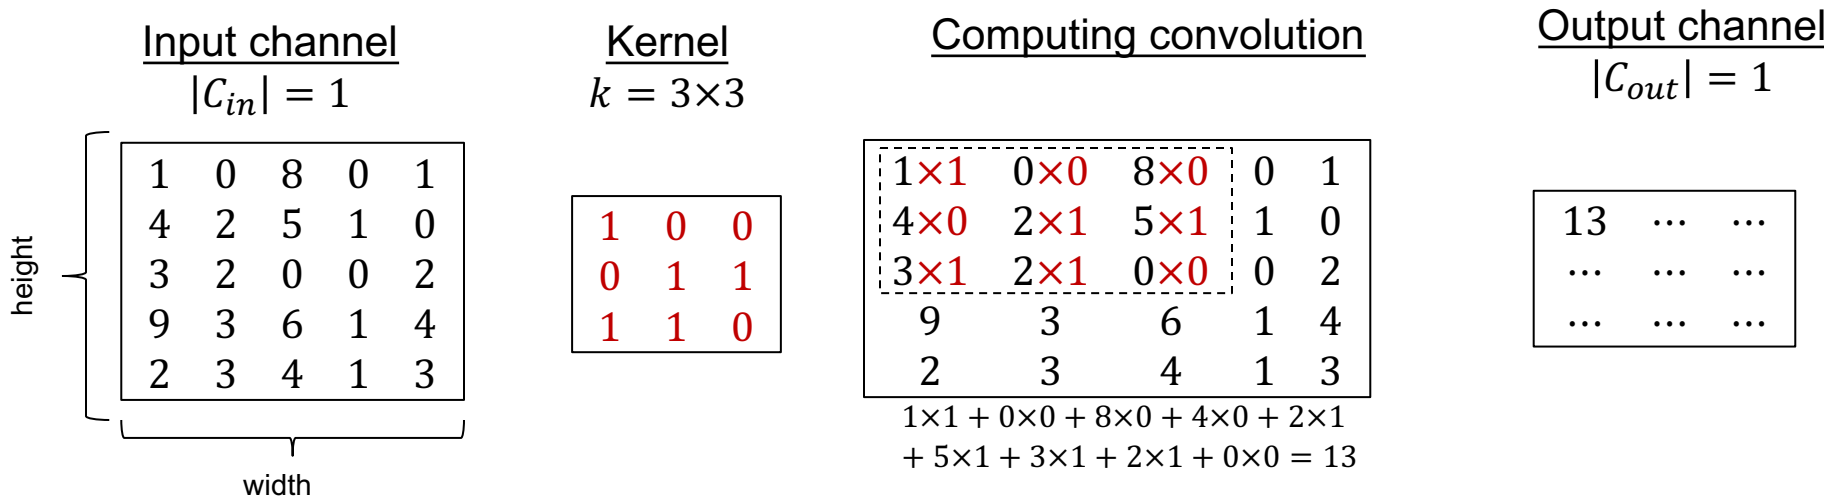 Input channel
|C_in| = 1
height
1 0 8 0 1
4 2 5 1 0
3 2 0 0 2
9 3 6 1 4
2 3 4 1 3
width
Kernel
k = 3×3
1 0 0
0 1 1
1 1 0
Computing convolution
1×1 0×0 8×0 0 1
4×0 2×1 5×1 1 0
3×1 2×1 0×0 0 2
9 3 6 1 4
2 3 4 1 3
1×1 + 0×0 + 8×0 + 4×0 + 2×1
+ 5×1 + 3×1 + 2×1 + 0×0 = 13
Output channel
|C_out| = 1
13 ... ...
... ... ...
... ... ...